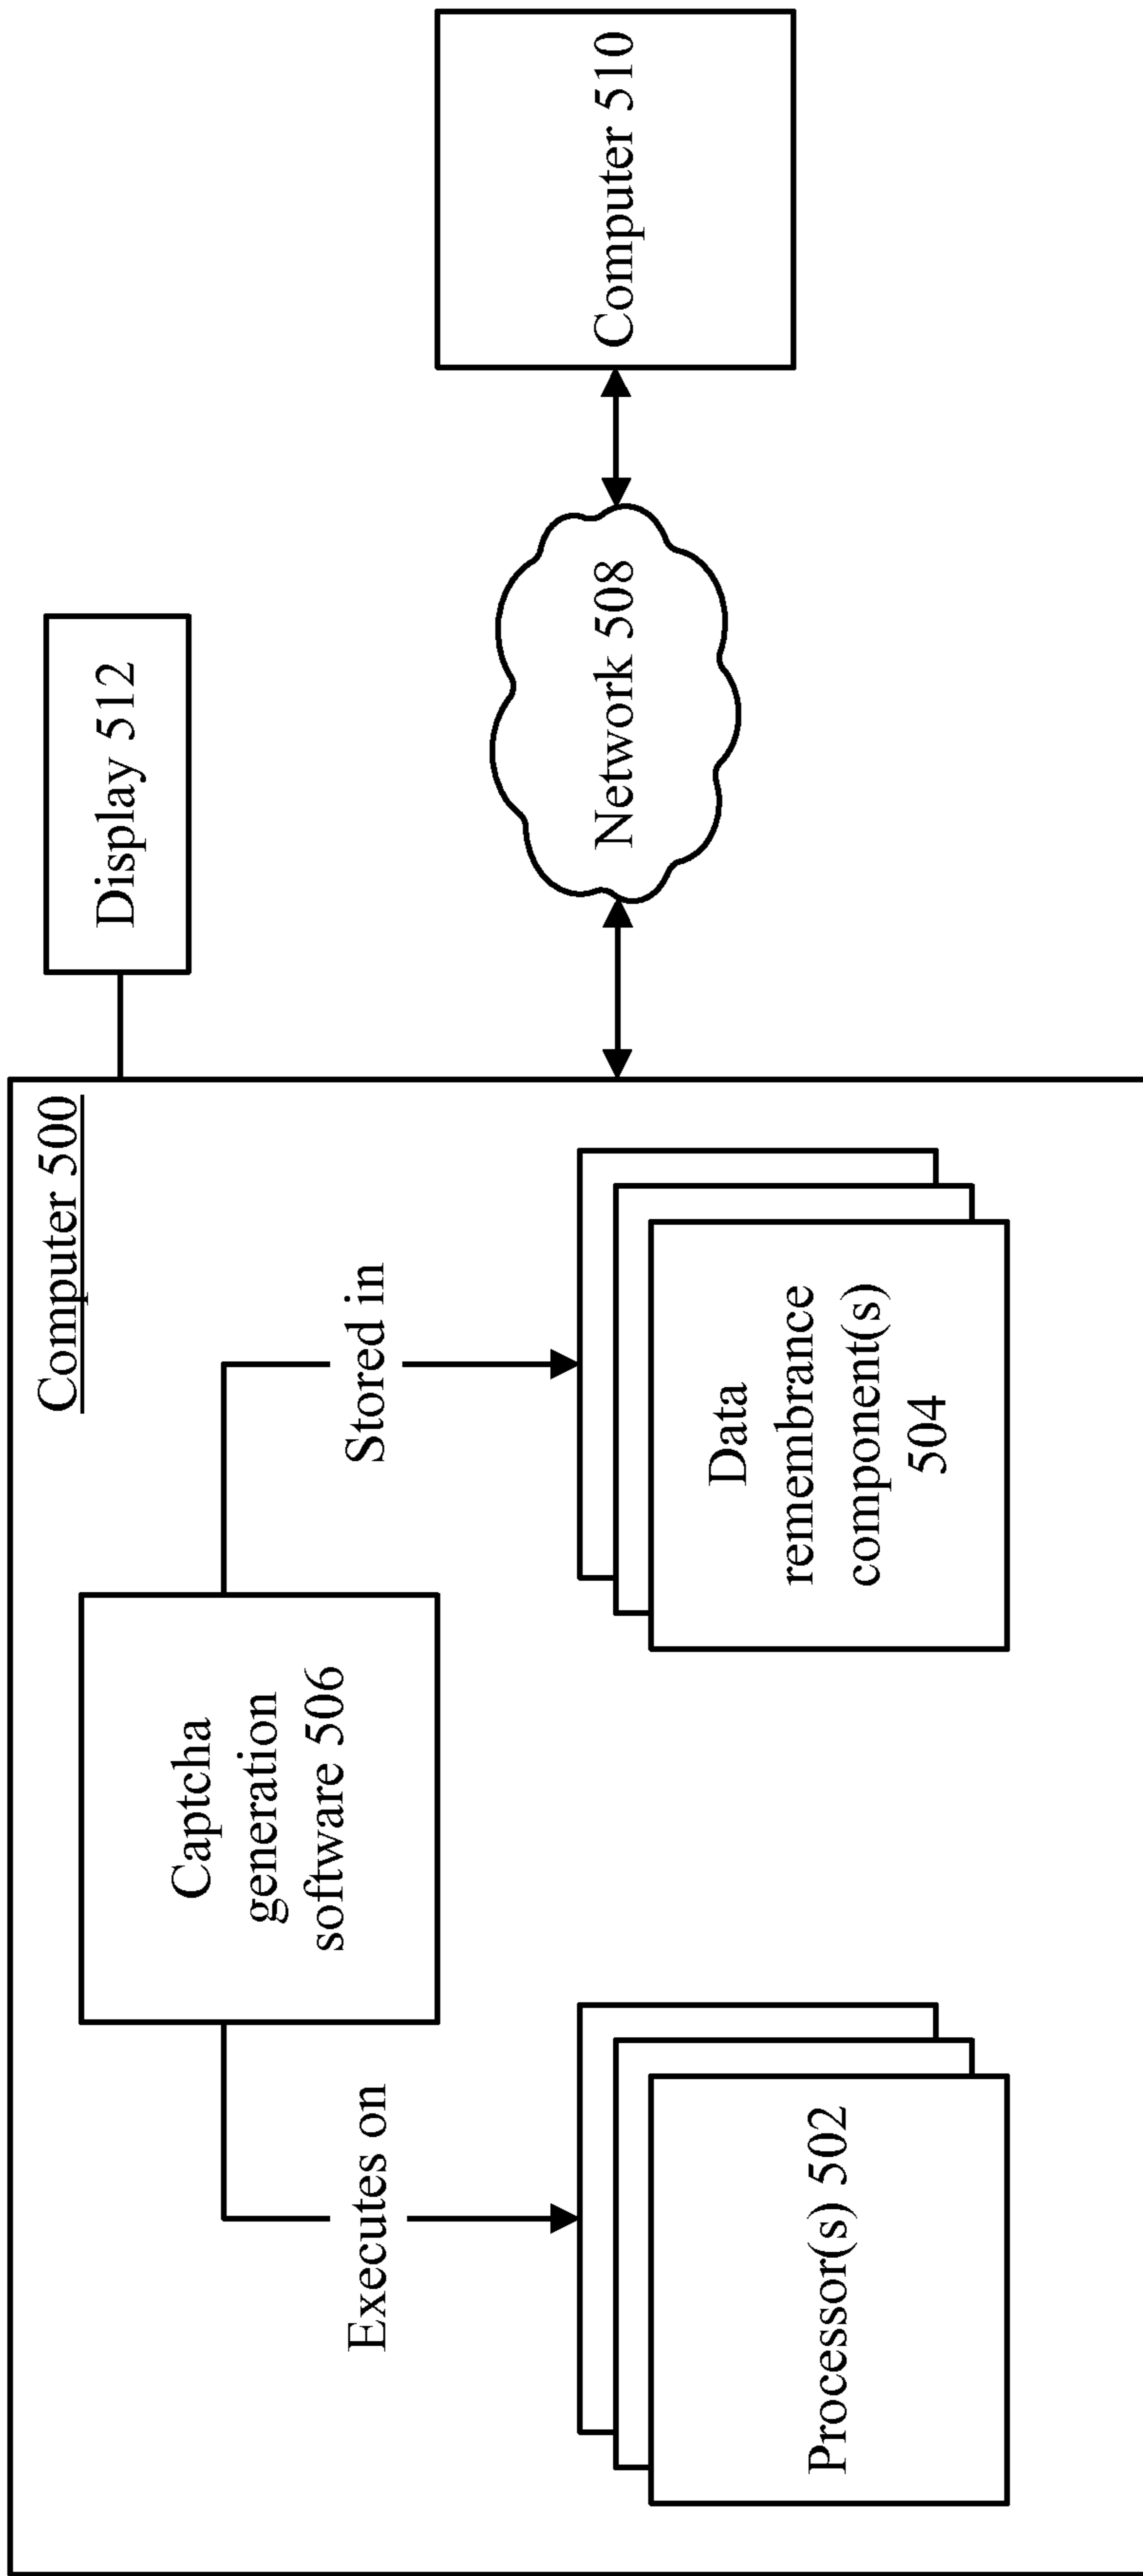 Computer 500
Captcha
generation
software 506
Executes on
Stored in
Processor(s) 502
Data
remembrance
component(s)
504
Display 512
Network 508
Computer 510